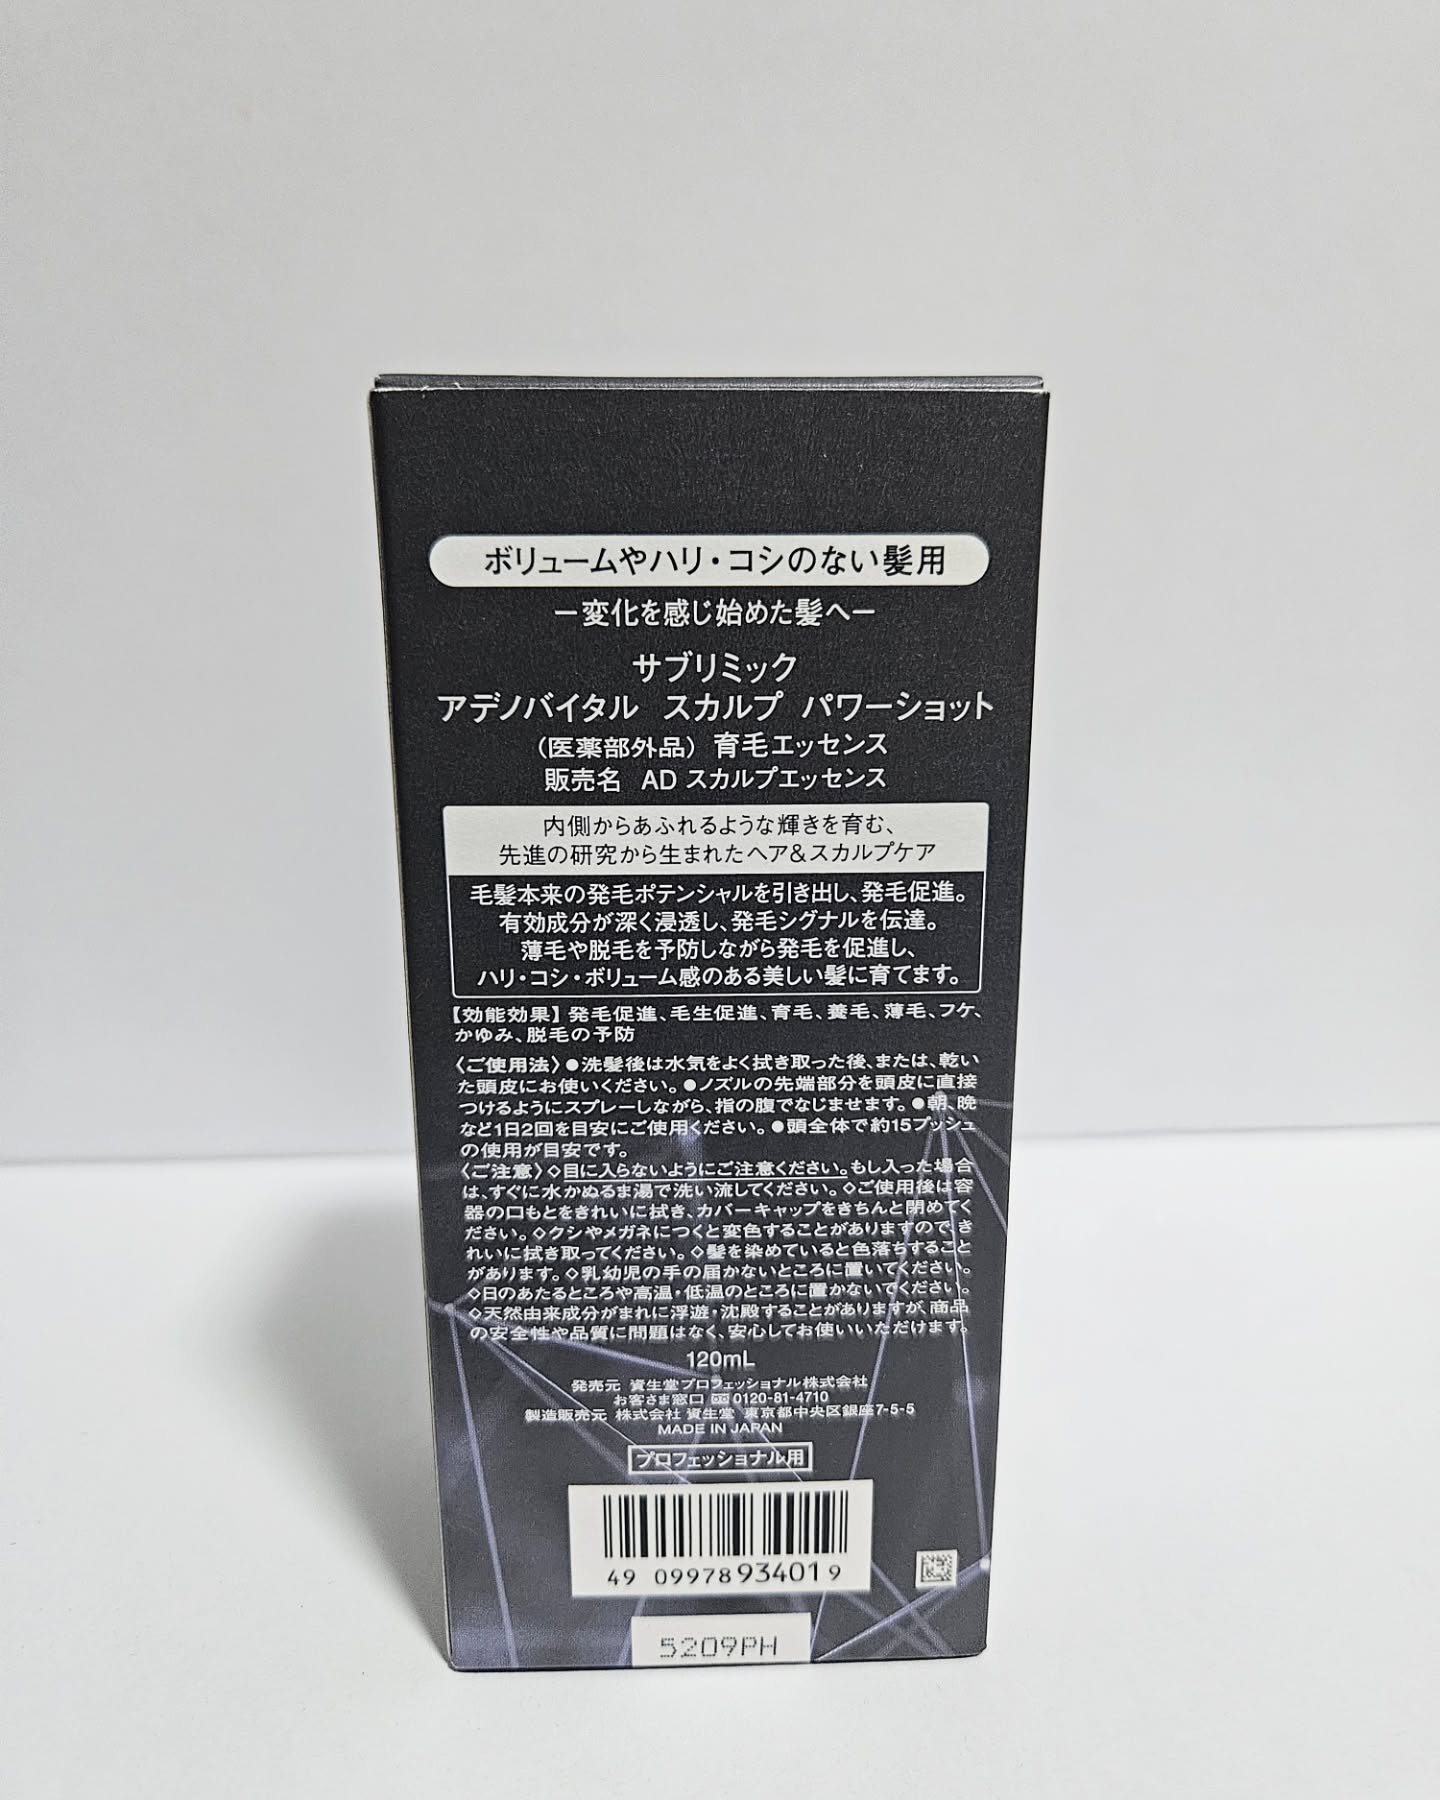 ボリュームやハリ・コシのない髪用
ー変化を感じ始めた髪へー
サブリミック
アデノバイタル スカルプ パワーショット
（医薬部外品） 育毛エッセンス
販売名 AD スカルプエッセンス
内側からあふれるような輝きを育む、
先進の研究から生まれたヘア&スカルプケア
毛髪本来の発毛ポテンシャルを引き出し、発毛促進。
有効成分が深く浸透し、発毛シグナルを伝達。
薄毛や脱毛を予防しながら発毛を促進し、
ハリ・コシ・ボリューム感のある美しい髪に育てます。
【効能効果】発毛促進、毛生促進、育毛、養毛、薄毛、フケ、
かゆみ、脱毛の予防
〈ご使用法〉●洗髪後は水気をよく拭き取った後、または、乾い
た頭皮にお使いください。●ノズルの先端部分を頭皮に直接
つけるようにスプレーしながら、指の腹でなじませます。●朝、晩
など1日2回を目安にご使用ください。●頭全体で約15プッシュ
の使用が目安です。
〈ご注意〉◇目に入らないようにご注意ください。もし入った場合
は、すぐに水かぬるま湯で洗い流してください。◇ご使用後は容
器の口もとをきれいに拭き、カバーキャップをきちんと閉めてく
ださい。◇クシやメガネにつくと変色することがありますので、き
れいに拭き取ってください。◇髪を染めていると色落ちすること
があります。◇乳幼児の手の届かないところに置いてください。
◇日のあたるところや高温・低温のところに置かないでください。
◇天然由来成分がまれに浮遊・沈殿することがありますが、商品
の安全性や品質に問題はなく、安心してお使いいただけます。
120mL
発売元 資生堂プロフェッショナル株式会社
お客さま窓口 0120-81-4710
製造販売元 株式会社 資生堂 東京都中央区銀座7-5-5
MADE IN JAPAN
プロフェッショナル用
49 09978 93401 9
5209PH